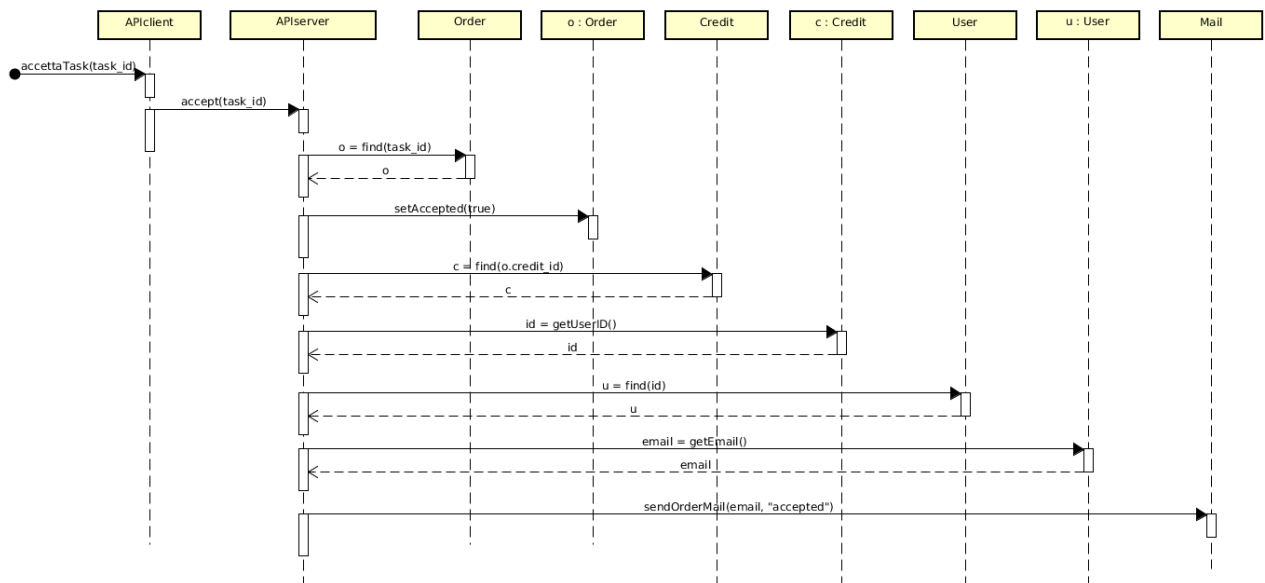 APIclient
APIserver
Order
o : Order
Credit
c : Credit
User
u : User
Mail
accettaTask(task_id)
accept(task_id)
o = find(task_id)
o
setAccepted(true)
c = find(o.credit_id)
c
id = getUserID()
id
u = find(id)
u
email = getEmail()
email
sendOrderMail(email, "accepted")